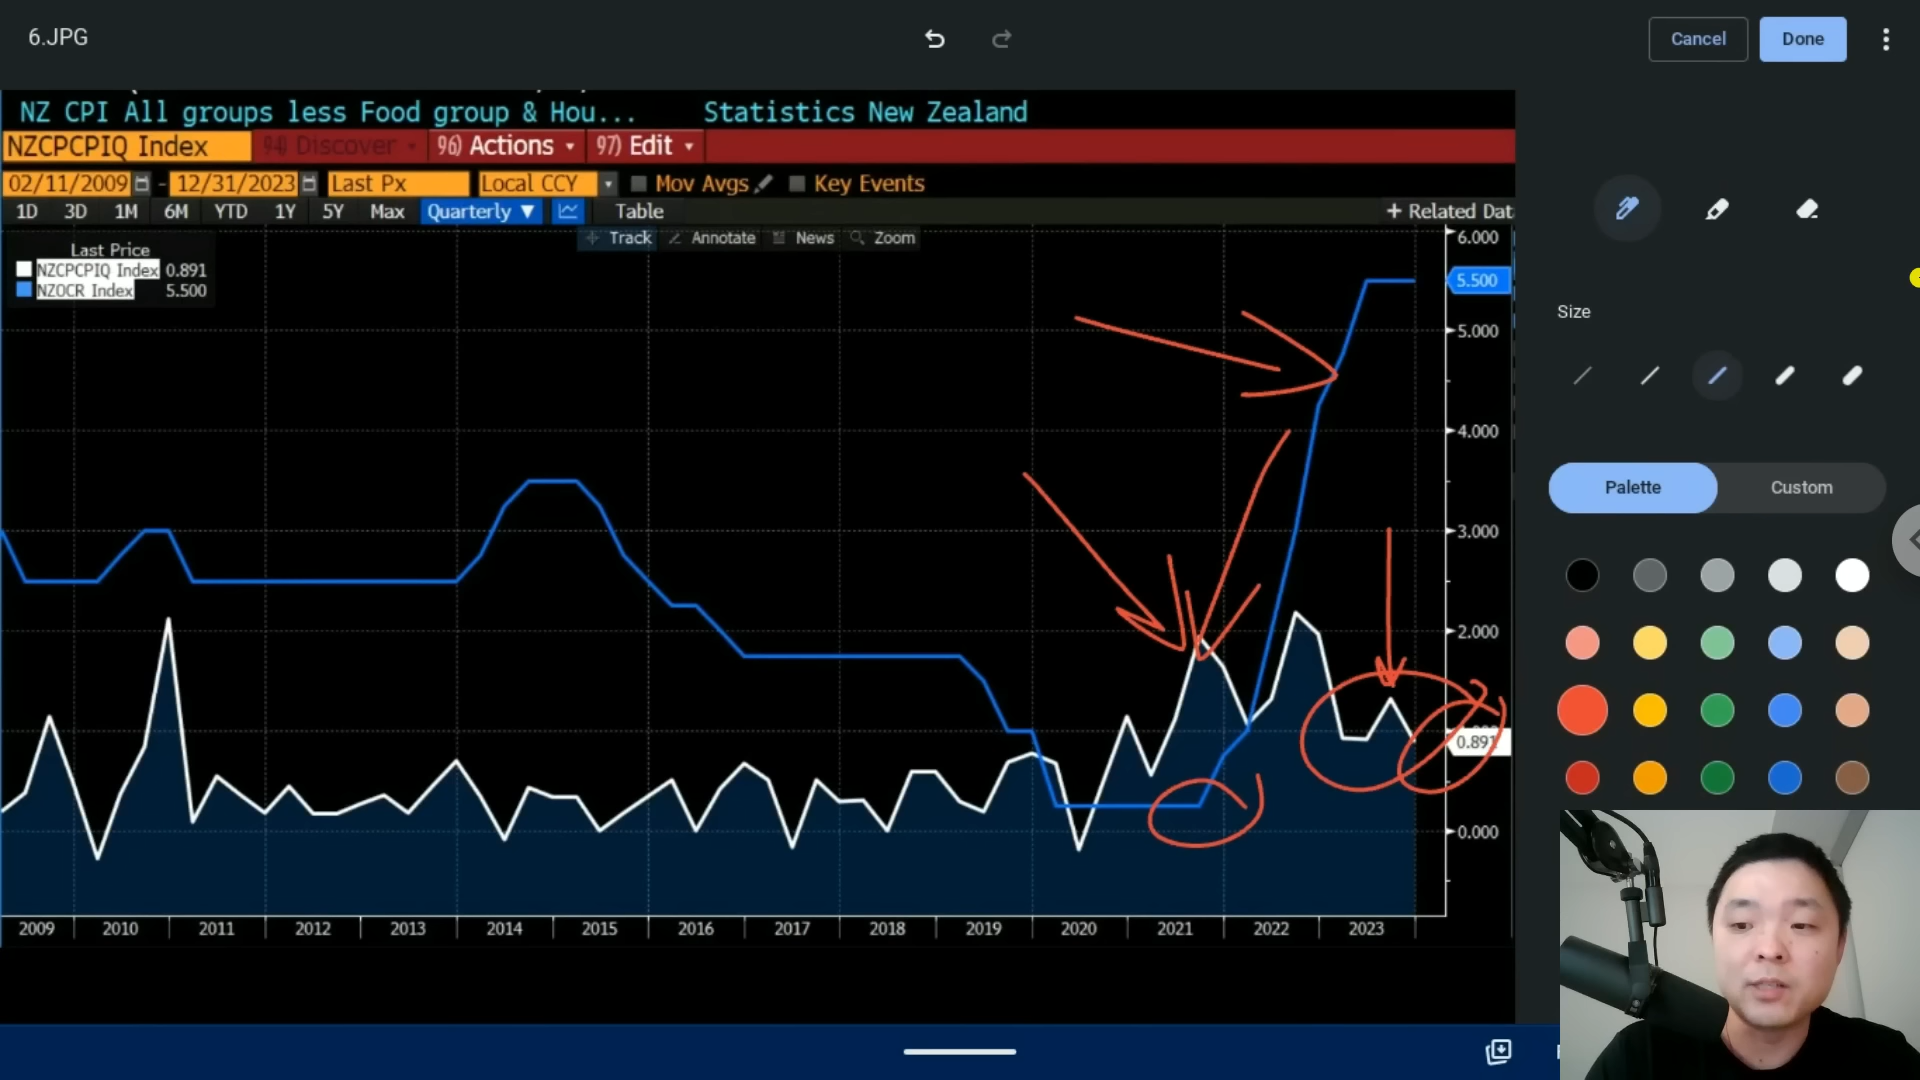 6.JPG
Cancel
Done
NZ CPI All groups less Food group & Hou... Statistics New Zealand
NZCPCPIQ Index 94) Discover 96) Actions 97) Edit
02/11/2009 - 12/31/2023 Last Px Local CCY Mov Avgs Key Events
1D 3D 1M 6M YTD 1Y 5Y Max Quarterly ▼ Table + Related Dat
Track Annotate News Zoom
Last Price
NZCPCPIQ Index 0.891
NZOCR Index 5.500
6.000
5.500
5.000
4.000
3.000
2.000
0.891
0.000
2009 2010 2011 2012 2013 2014 2015 2016 2017 2018 2019 2020 2021 2022 2023
Size
Palette
Custom